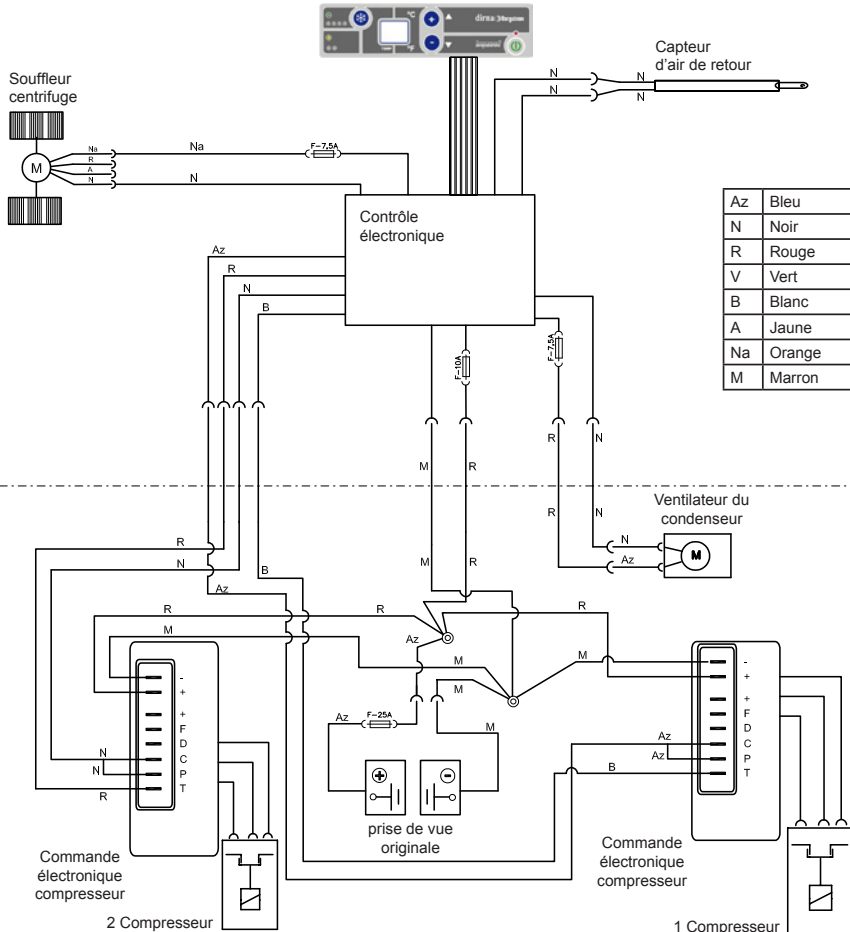 °C
°F
dirna Bergstrom
Souffleur
centrifuge
M
Na
R
A
N
Na
N
F-7,5A
N
N
N
N
Capteur
d'air de retour
Contrôle
électronique
Az Bleu
N Noir
R Rouge
V Vert
B Blanc
A Jaune
Na Orange
M Marron
Az
R
N
B
F-10A
F-7,5A
M
R
R
N
R
N
Ventilateur du
condenseur
N
Az
M
R
N
B
Az
M
R
R
R
R
M
Az
M
M
M
M
Az
F-25A
-
+
+
F
D
C
P
T
N
N
R
-
+
+
F
D
C
P
T
Az
Az
B
+
-
prise de vue
originale
Commande
électronique
compresseur
2 Compresseur
Commande
électronique
compresseur
1 Compresseur